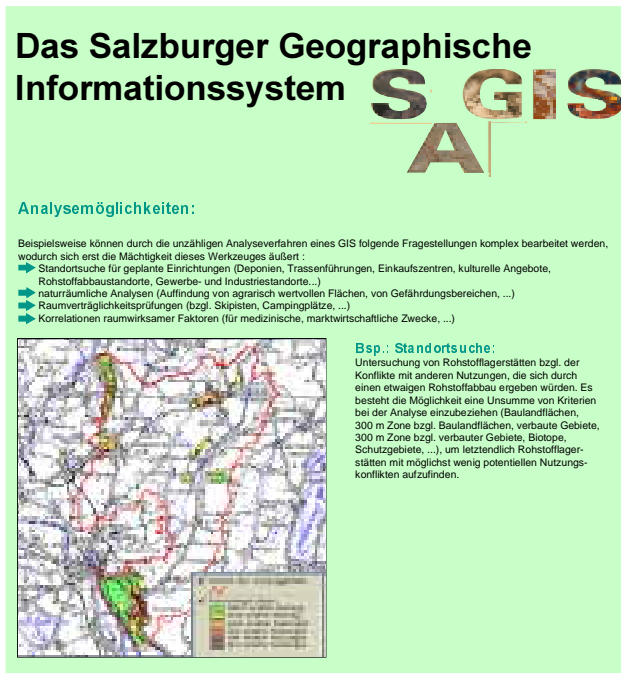 Das Salzburger Geographische
Informationssystem
SAGIS
Analysemöglichkeiten:
Beispielsweise können durch die unzähligen Analyseverfahren eines GIS folgende Fragestellungen komplex bearbeitet werden,
wodurch sich erst die Mächtigkeit dieses Werkzeuges äußert :
Standortsuche für geplante Einrichtungen (Deponien, Trassenführungen, Einkaufszentren, kulturelle Angebote,
Rohstoffabbaustandorte, Gewerbe- und Industriestandorte...)
naturräumliche Analysen (Auffindung von agrarisch wertvollen Flächen, von Gefährdungsbereichen, ...)
Raumverträglichkeitsprüfungen (bzgl. Skipisten, Campingplätze, ...)
Korrelationen raumwirksamer Faktoren (für medizinische, marktwirtschaftliche Zwecke, ...)
Bsp.: Standortsuche:
Untersuchung von Rohstofflagerstätten bzgl. der
Konflikte mit anderen Nutzungen, die sich durch
einen etwaigen Rohstoffabbau ergeben würden. Es
besteht die Möglichkeit eine Unsumme von Kriterien
bei der Analyse einzubeziehen (Baulandflächen,
300 m Zone bzgl. Baulandflächen, verbaute Gebiete,
300 m Zone bzgl. verbauter Gebiete, Biotope,
Schutzgebiete, ...), um letztendlich Rohstofflager-
stätten mit möglichst wenig potentiellen Nutzungs-
konflikten aufzufinden.